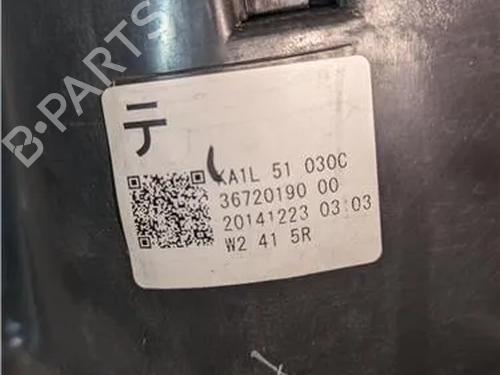 B-PARTS
テ
KA1L 51 030C
36720190 00
20141223 03:03
W2 41 5R